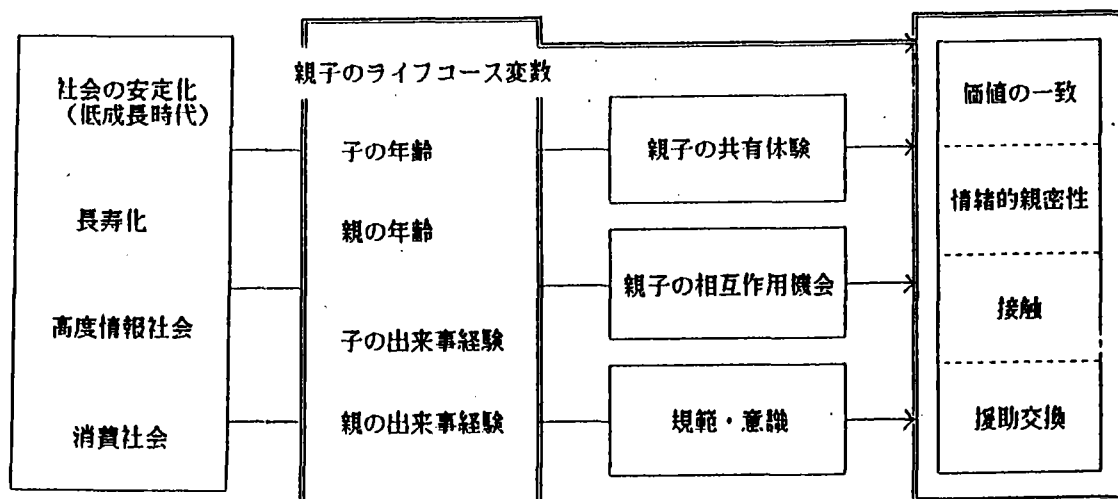 社会の安定化
（低成長時代）
長寿化
高度情報社会
消費社会
親子のライフコース変数
子の年齢
親の年齢
子の出来事経験
親の出来事経験
親子の共有体験
親子の相互作用機会
規範・意識
価値の一致
情緒的親密性
接触
援助交換